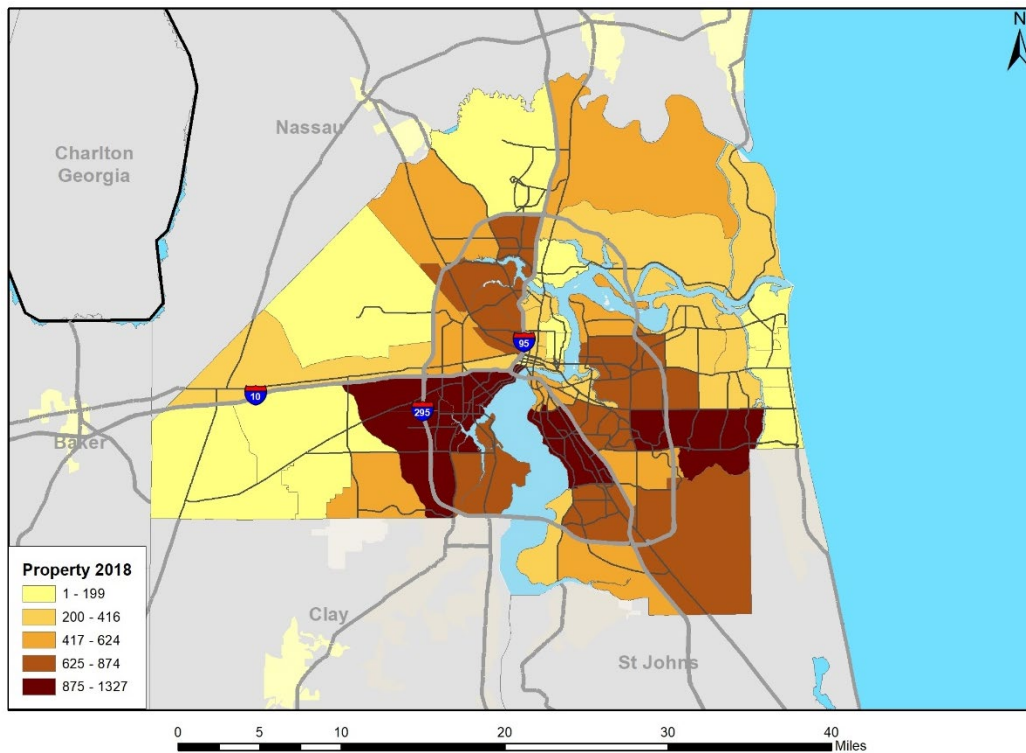 N
Nassau
Charlton
Georgia
95
10
295
Baker
Property 2018
1 - 199
200 - 416
417 - 624
625 - 874
875 - 1327
Clay
St Johns
0 5 10 20 30 40
Miles